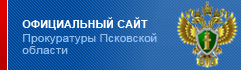 ОФИЦИАЛЬНЫЙ САЙТ
Прокуратуры Псковской
области